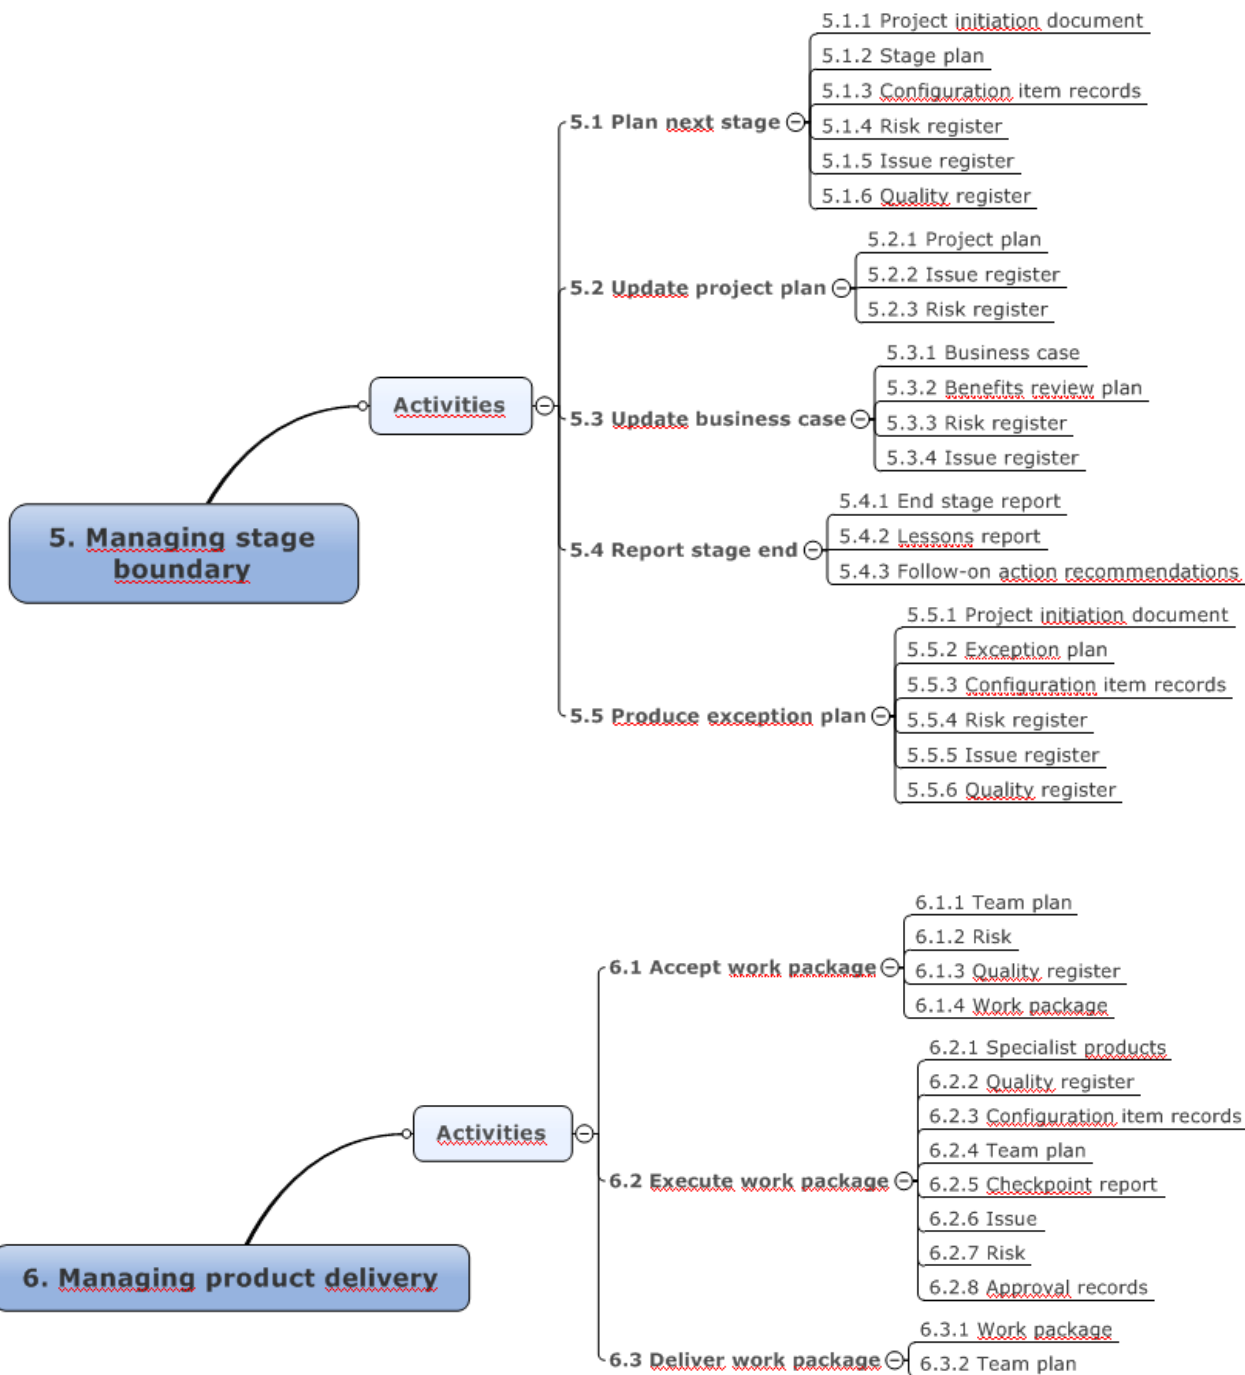 5. Managing stage
boundary
Activities
5.1 Plan next stage
5.1.1 Project initiation document
5.1.2 Stage plan
5.1.3 Configuration item records
5.1.4 Risk register
5.1.5 Issue register
5.1.6 Quality register
5.2 Update project plan
5.2.1 Project plan
5.2.2 Issue register
5.2.3 Risk register
5.3 Update business case
5.3.1 Business case
5.3.2 Benefits review plan
5.3.3 Risk register
5.3.4 Issue register
5.4 Report stage end
5.4.1 End stage report
5.4.2 Lessons report
5.4.3 Follow-on action recommendations
5.5 Produce exception plan
5.5.1 Project initiation document
5.5.2 Exception plan
5.5.3 Configuration item records
5.5.4 Risk register
5.5.5 Issue register
5.5.6 Quality register
6. Managing product delivery
Activities
6.1 Accept work package
6.1.1 Team plan
6.1.2 Risk
6.1.3 Quality register
6.1.4 Work package
6.2 Execute work package
6.2.1 Specialist products
6.2.2 Quality register
6.2.3 Configuration item records
6.2.4 Team plan
6.2.5 Checkpoint report
6.2.6 Issue
6.2.7 Risk
6.2.8 Approval records
6.3 Deliver work package
6.3.1 Work package
6.3.2 Team plan